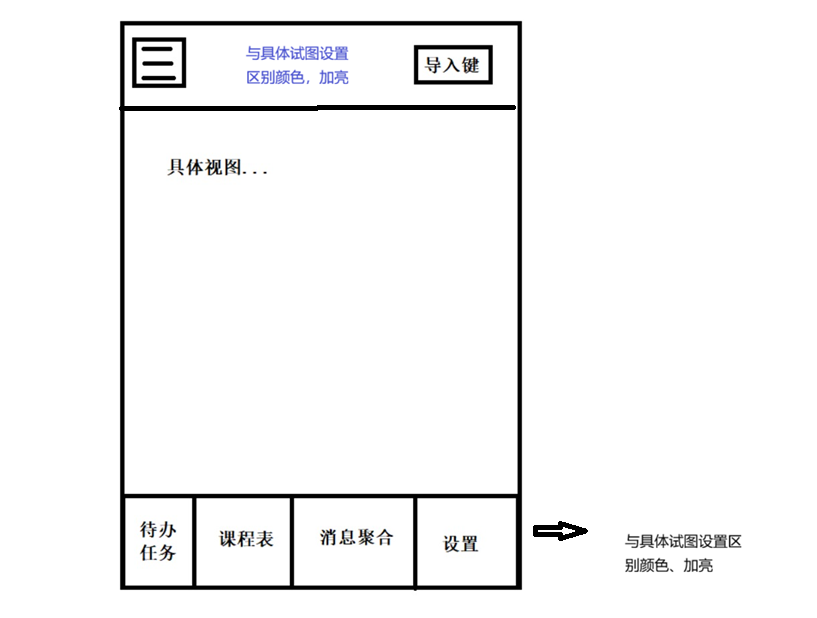 与具体试图设置
区别颜色，加亮
导入键
具体视图...
待办
任务
课程表
消息聚合
设置
与具体试图设置区
别颜色、加亮